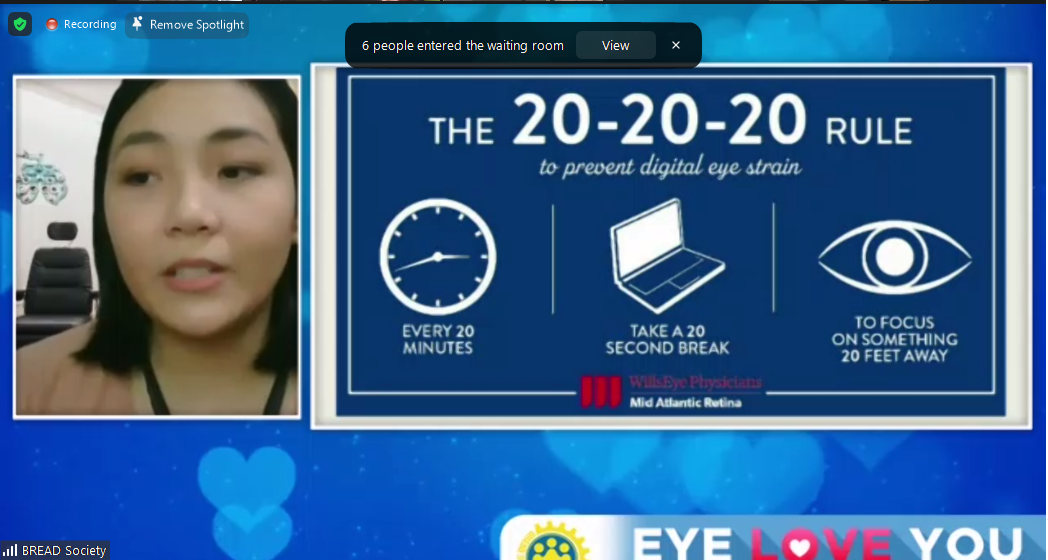 Recording
Remove Spotlight
6 people entered the waiting room
View
THE 20-20-20 RULE
to prevent digital eye strain
EVERY 20
MINUTES
TAKE A 20
SECOND BREAK
TO FOCUS
ON SOMETHING
20 FEET AWAY
WillsEye Physicians
Mid Atlantic Retina
BREAD Society
EYE LOVE YOU